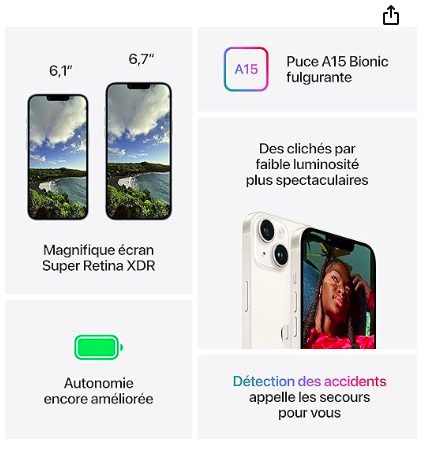 6,1″
6,7″
Magnifique écran
Super Retina XDR
A15
Puce A15 Bionic
fulgurante
Des clichés par
faible luminosité
plus spectaculaires
Autonomie
encore améliorée
Détection des accidents
appelle les secours
pour vous